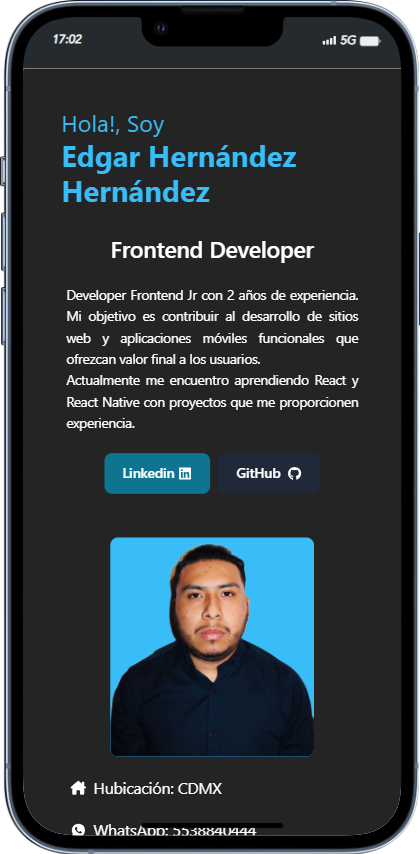 17:02
5G
Hola!, Soy
Edgar Hernández
Hernández
Frontend Developer
Developer Frontend Jr con 2 años de experiencia.
Mi objetivo es contribuir al desarrollo de sitios
web y aplicaciones móviles funcionales que
ofrezcan valor final a los usuarios.
Actualmente me encuentro aprendiendo React y
React Native con proyectos que me proporcionen
experiencia.
Linkedin in
GitHub
Hubicación: CDMX
WhatsApp: 5538840444